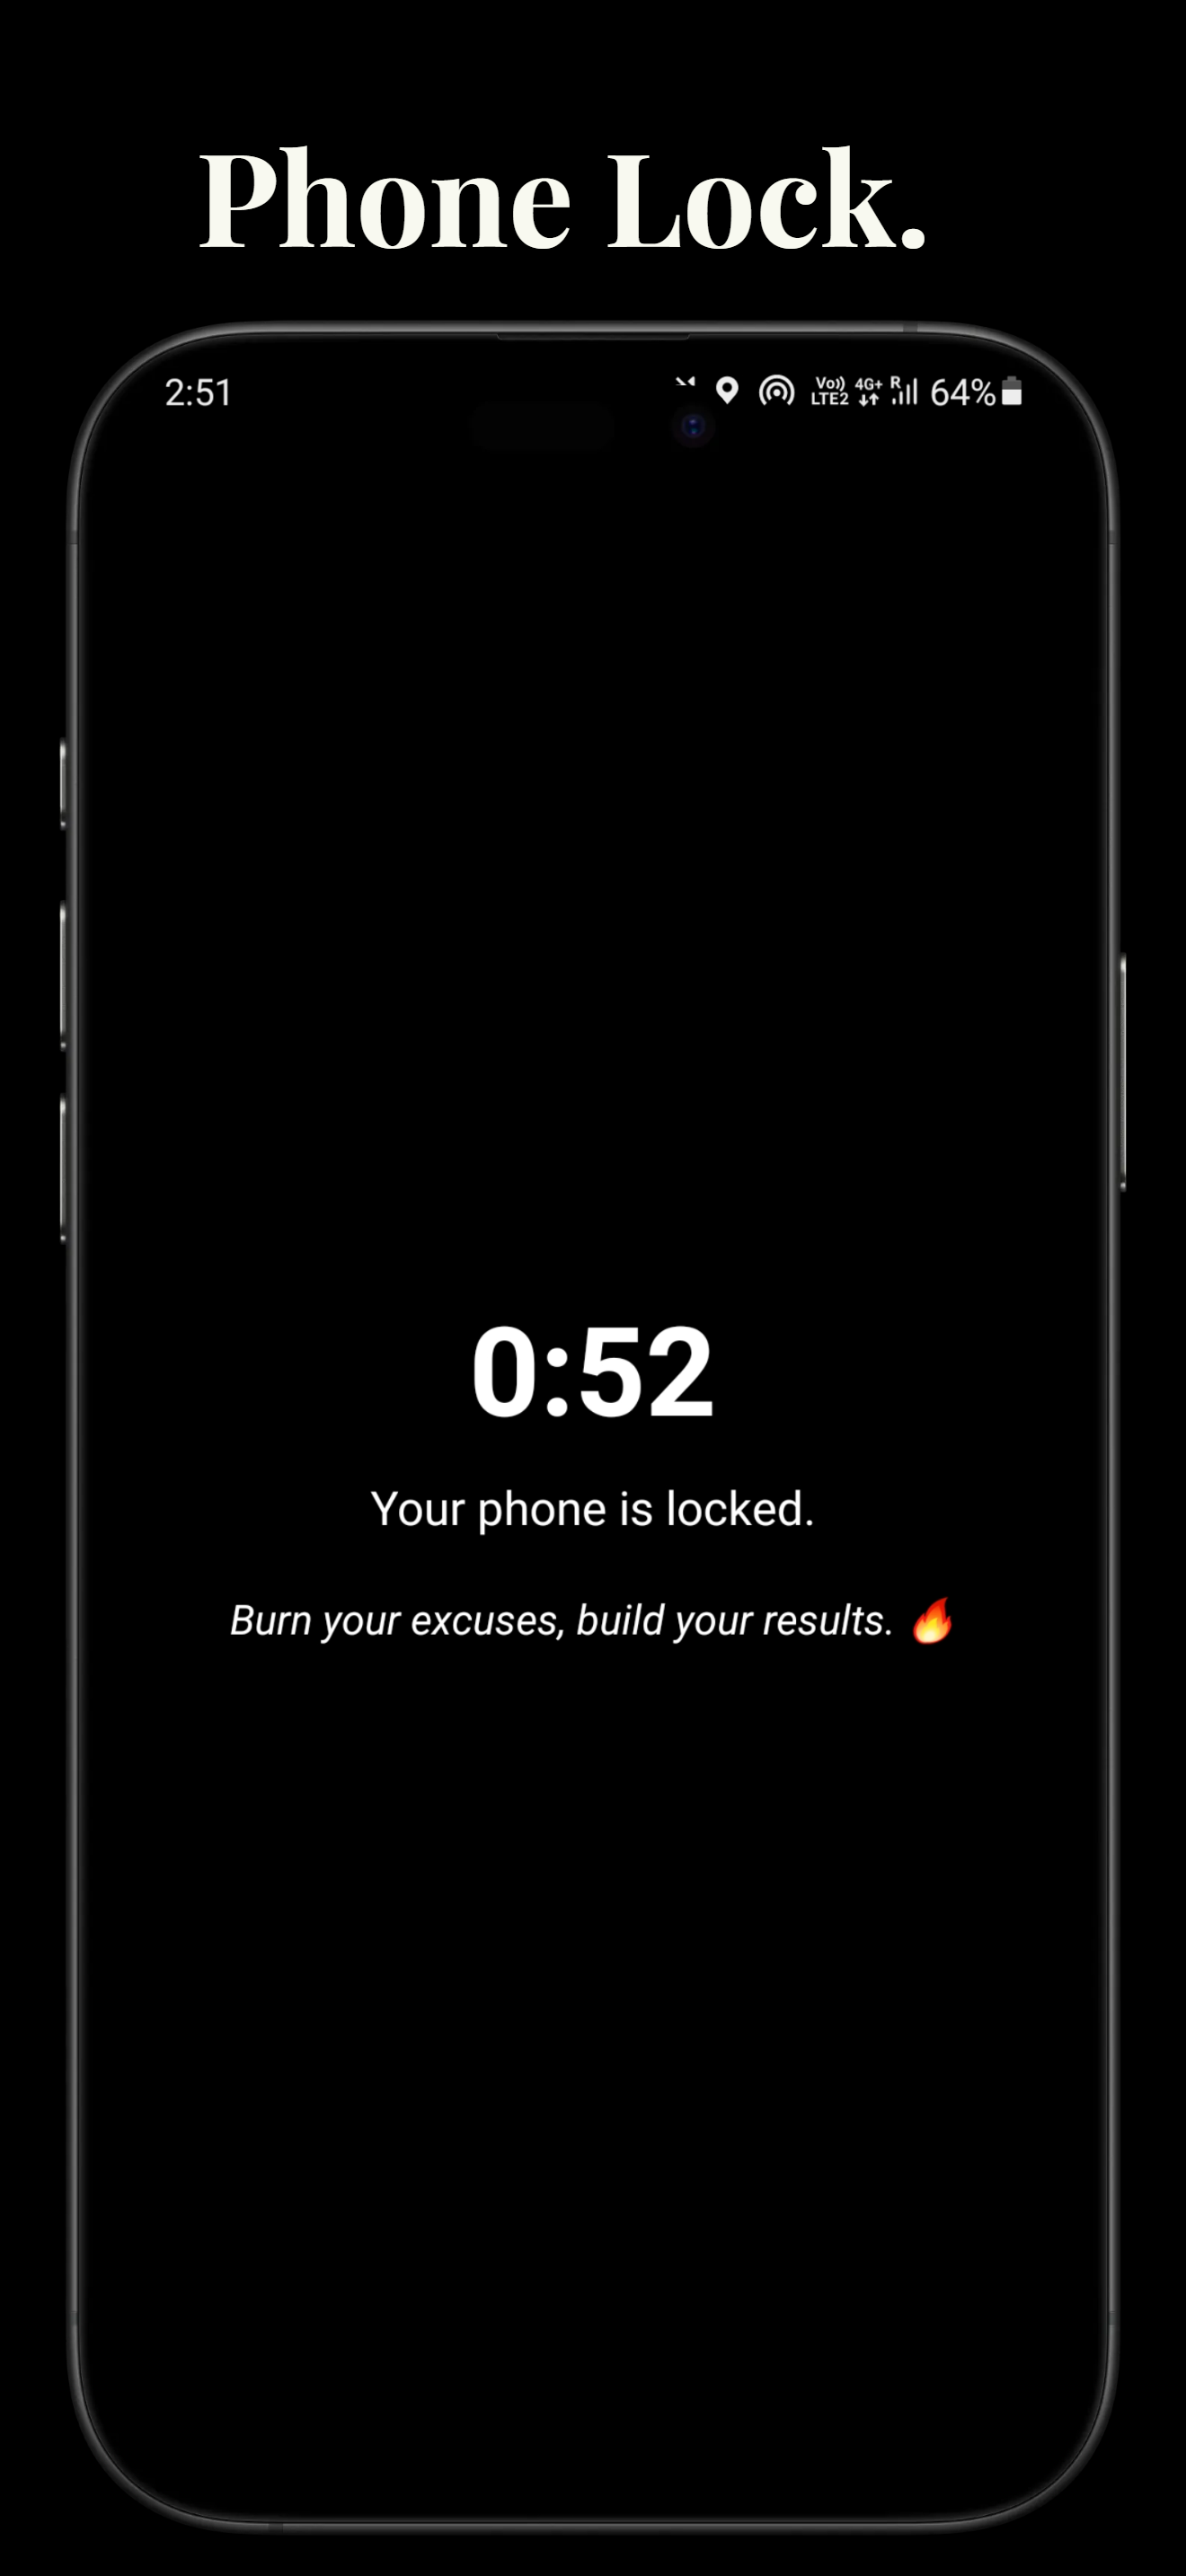 Phone Lock.
2:51 Vo)) LTE2 4G+ R 64%
0:52
Your phone is locked.
Burn your excuses, build your results. 🔥